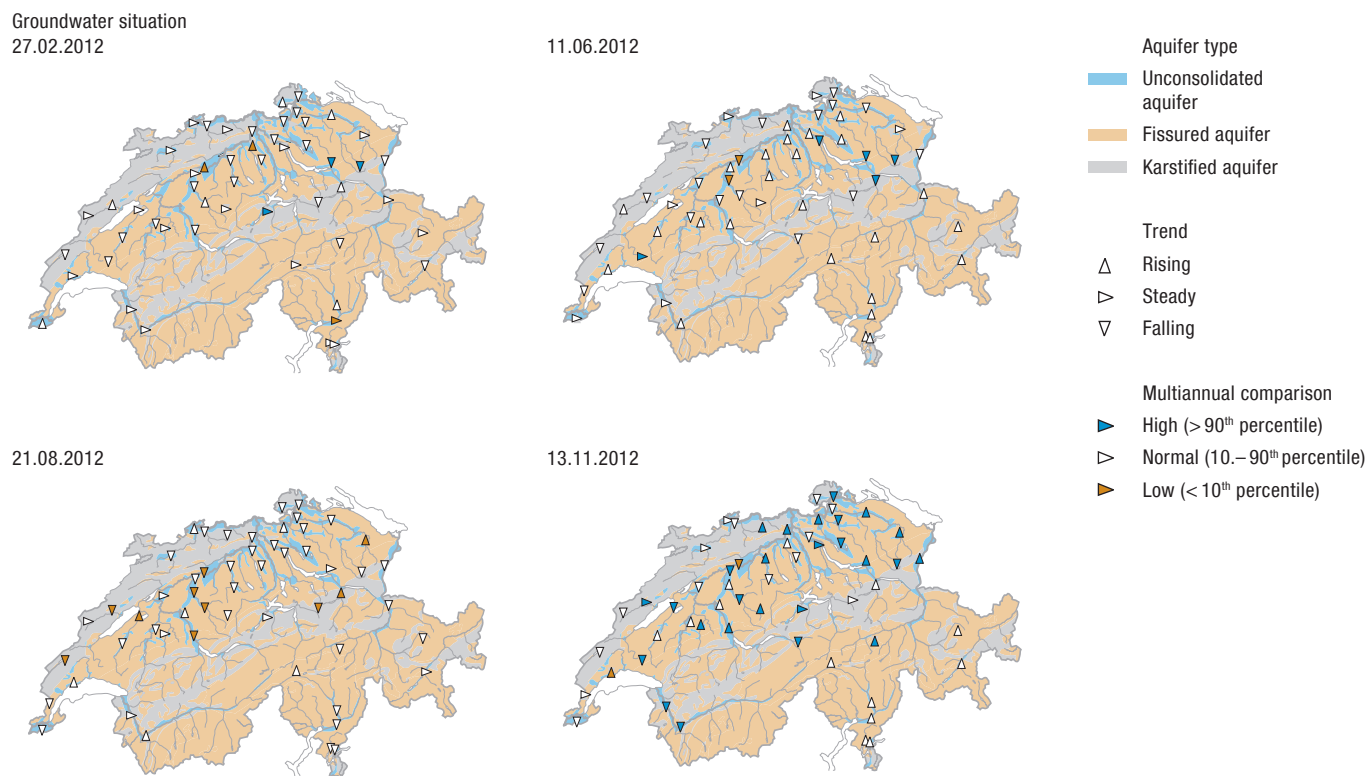 Groundwater situation
27.02.2012
11.06.2012
21.08.2012
13.11.2012
Aquifer type
Unconsolidated
aquifer
Fissured aquifer
Karstified aquifer
Trend
Rising
Steady
Falling
Multiannual comparison
High (> 90th percentile)
Normal (10.– 90th percentile)
Low (< 10th percentile)